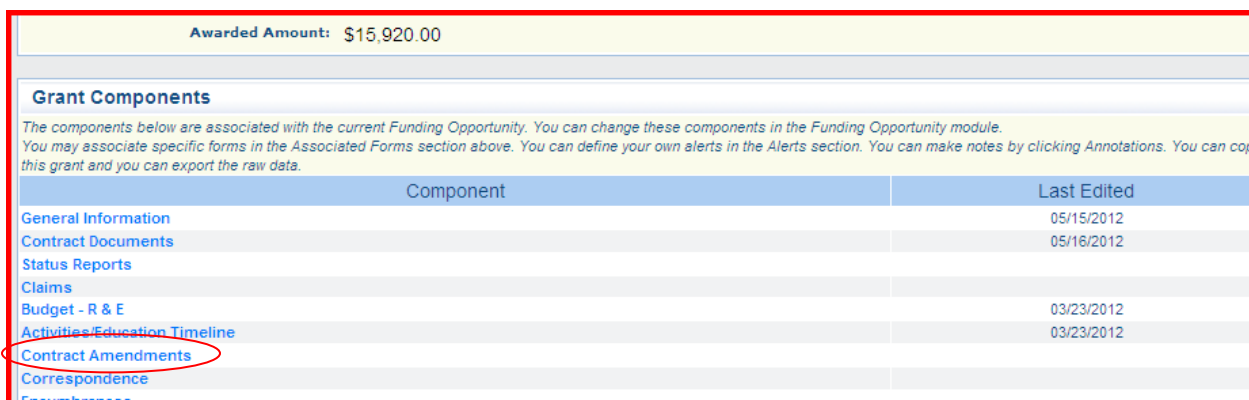 Awarded Amount: $15,920.00
Grant Components
The components below are associated with the current Funding Opportunity. You can change these components in the Funding Opportunity module.
You may associate specific forms in the Associated Forms section above. You can define your own alerts in the Alerts section. You can make notes by clicking Annotations. You can
this grant and you can export the raw data.
Component Last Edited
General Information 05/15/2012
Contract Documents 05/16/2012
Status Reports
Claims
Budget - R & E 03/23/2012
Activities/Education Timeline 03/23/2012
Contract Amendments
Correspondence